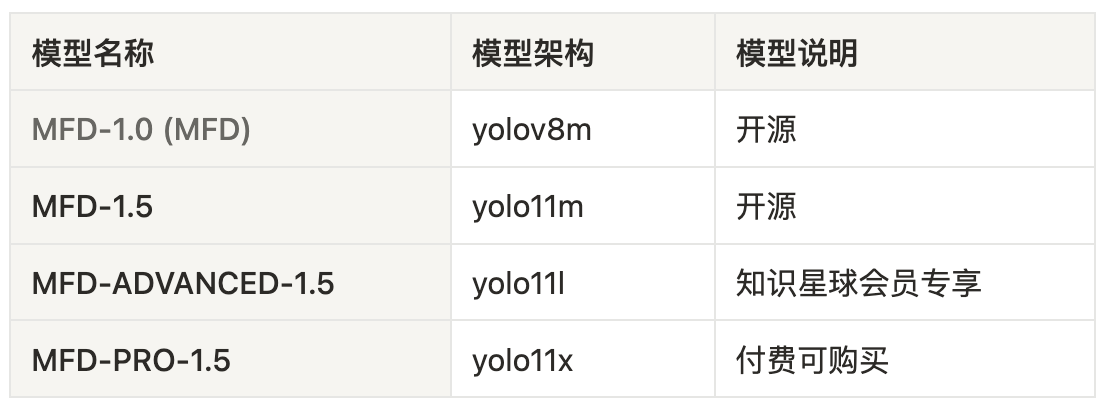 模型名称 模型架构 模型说明
MFD-1.0 (MFD) yolov8m 开源
MFD-1.5 yolo11m 开源
MFD-ADVANCED-1.5 yolo11l 知识星球会员专享
MFD-PRO-1.5 yolo11x 付费可购买